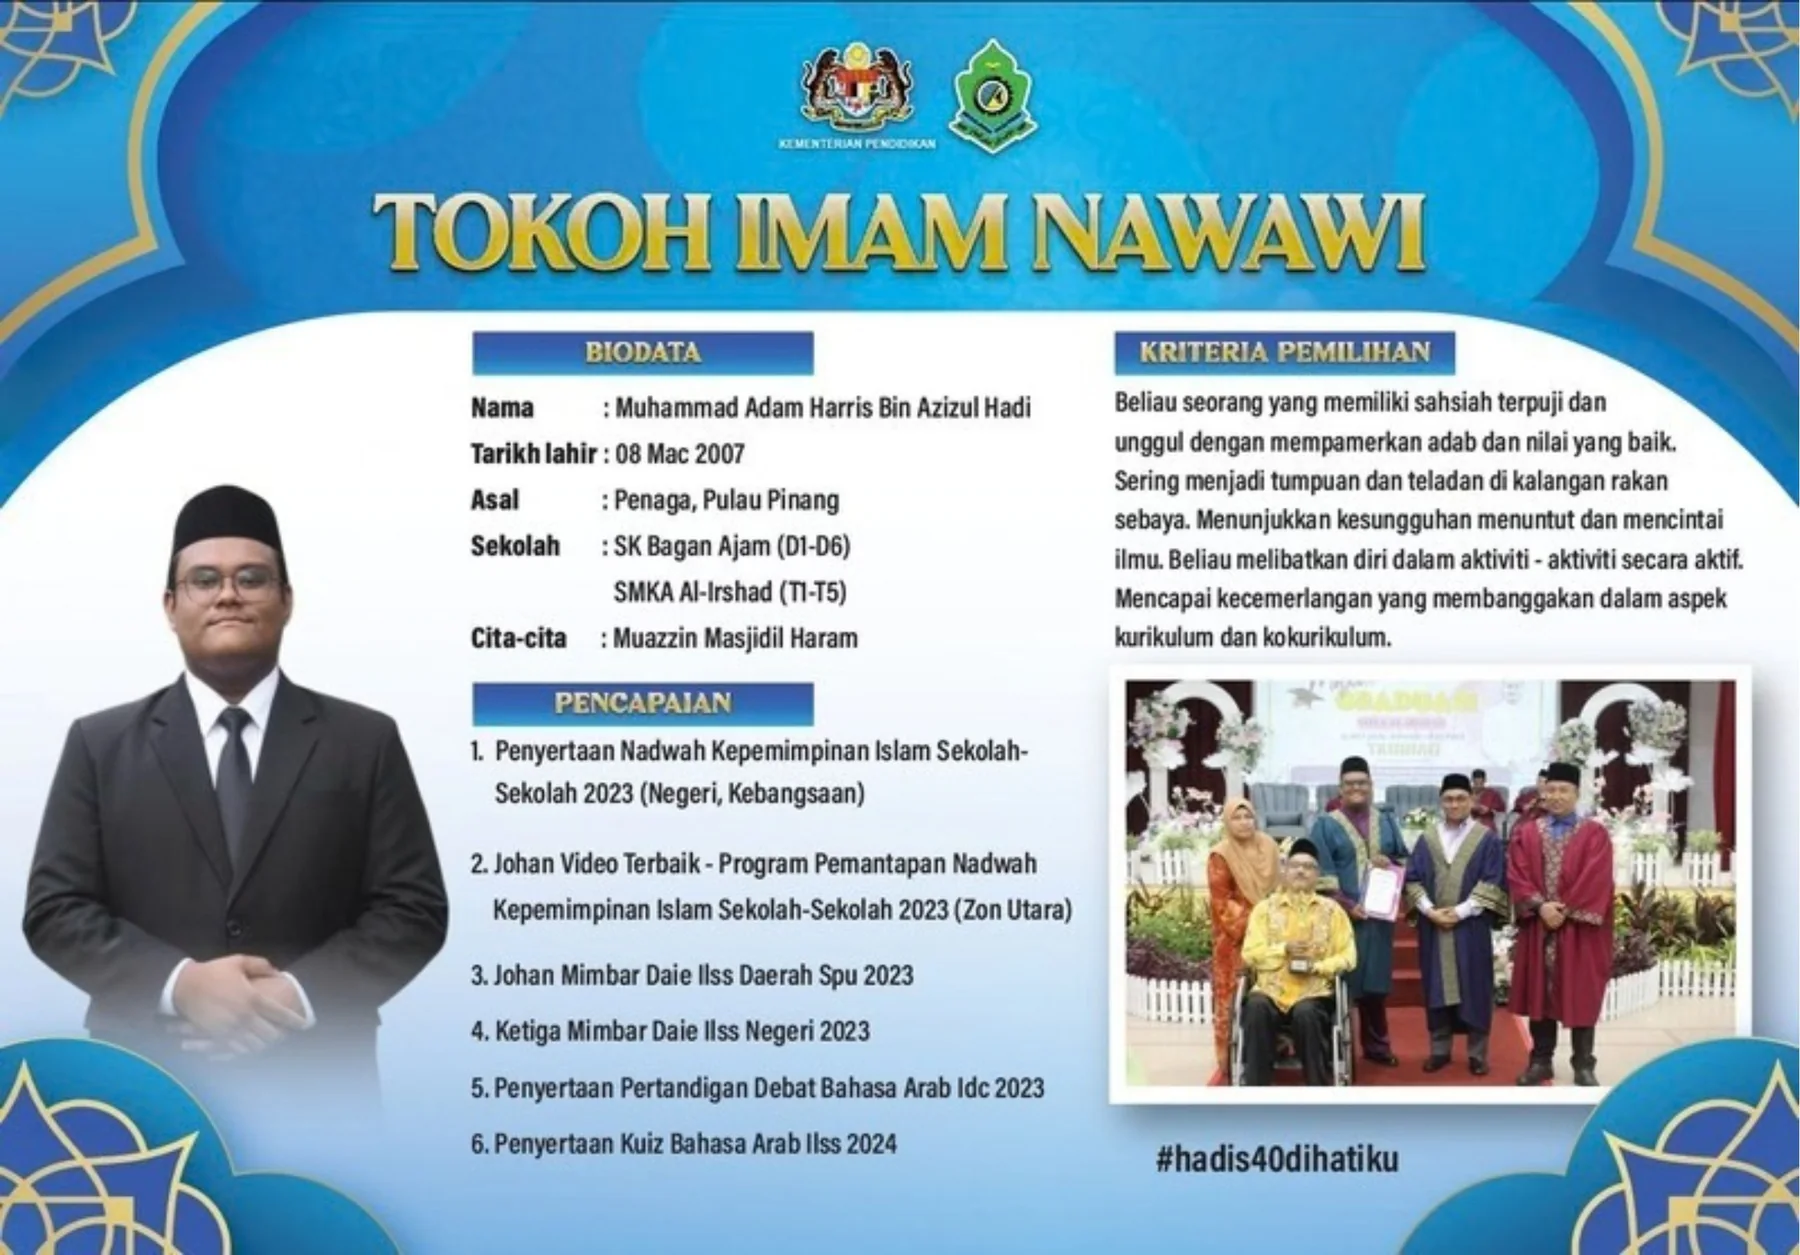 KEMENTERIAN PENDIDIKAN
TOKOH IMAM NAWAWI
BIODATA
Nama : Muhammad Adam Harris Bin Azizul Hadi
Tarikh lahir : 08 Mac 2007
Asal : Penaga, Pulau Pinang
Sekolah : SK Bagan Ajam (D1-D6)
SMKA Al-Irshad (T1-T5)
Cita-cita : Muazzin Masjidil Haram
PENCAPAIAN
1. Penyertaan Nadwah Kepemimpinan Islam Sekolah-
Sekolah 2023 (Negeri, Kebangsaan)
2. Johan Video Terbaik - Program Pemantapan Nadwah
Kepemimpinan Islam Sekolah-Sekolah 2023 (Zon Utara)
3. Johan Mimbar Daie Ilss Daerah Spu 2023
4. Ketiga Mimbar Daie Ilss Negeri 2023
5. Penyertaan Pertandigan Debat Bahasa Arab Idc 2023
6. Penyertaan Kuiz Bahasa Arab Ilss 2024
KRITERIA PEMILIHAN
Beliau seorang yang memiliki sahsiah terpuji dan
unggul dengan mempamerkan adab dan nilai yang baik.
Sering menjadi tumpuan dan teladan di kalangan rakan
sebaya. Menunjukkan kesungguhan menuntut dan mencintai
ilmu. Beliau melibatkan diri dalam aktiviti - aktiviti secara aktif.
Mencapai kecemerlangan yang membanggakan dalam aspek
kurikulum dan kokurikulum.
#hadis40dihatiku